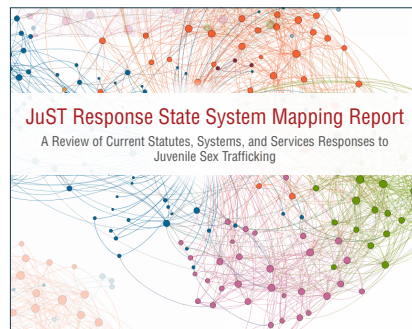 JuST Response State System Mapping Report
A Review of Current Statutes, Systems, and Services Responses to
Juvenile Sex Trafficking